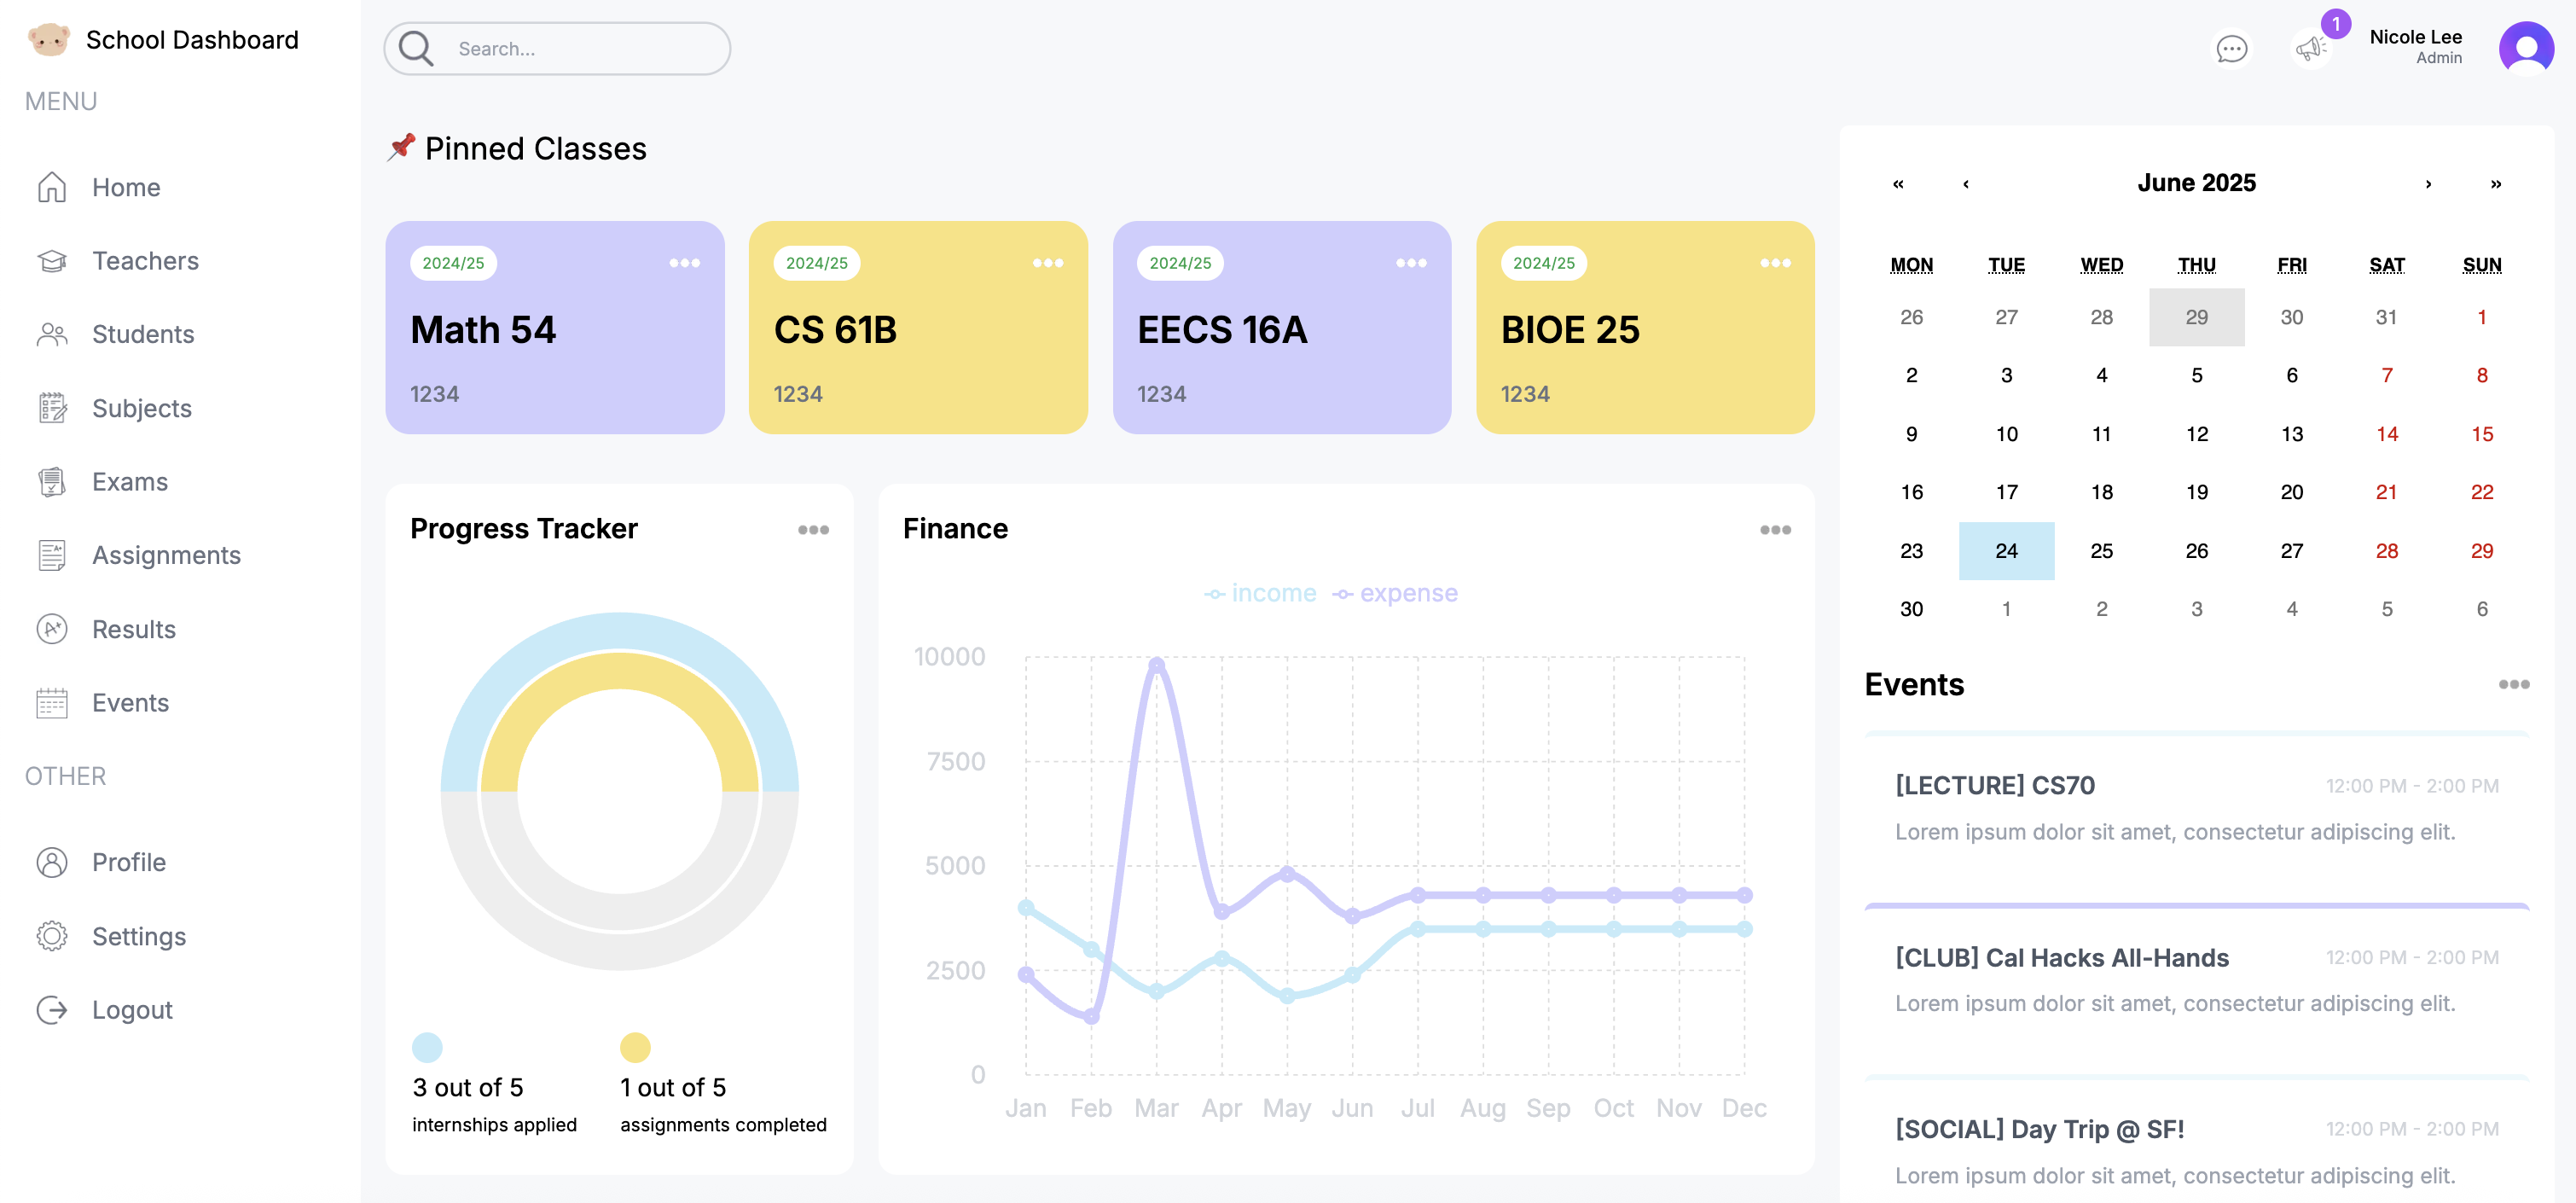 School Dashboard
MENU
Home
Teachers
Students
Subjects
Exams
Assignments
Results
Events
OTHER
Profile
Settings
Logout
Search...
1
Nicole Lee
Admin
Pinned Classes
2024/25
Math 54
1234
2024/25
CS 61B
1234
2024/25
EECS 16A
1234
2024/25
BIOE 25
1234
Progress Tracker
3 out of 5
internships applied
1 out of 5
assignments completed
Finance
income expense
10000
7500
5000
2500
0
Jan Feb Mar Apr May Jun Jul Aug Sep Oct Nov Dec
« ‹ June 2025 › »
MON TUE WED THU FRI SAT SUN
26 27 28 29 30 31 1
2 3 4 5 6 7 8
9 10 11 12 13 14 15
16 17 18 19 20 21 22
23 24 25 26 27 28 29
30 1 2 3 4 5 6
Events
[LECTURE] CS70 12:00 PM - 2:00 PM
Lorem ipsum dolor sit amet, consectetur adipiscing elit.
[CLUB] Cal Hacks All-Hands 12:00 PM - 2:00 PM
Lorem ipsum dolor sit amet, consectetur adipiscing elit.
[SOCIAL] Day Trip @ SF! 12:00 PM - 2:00 PM
Lorem ipsum dolor sit amet, consectetur adipiscing elit.